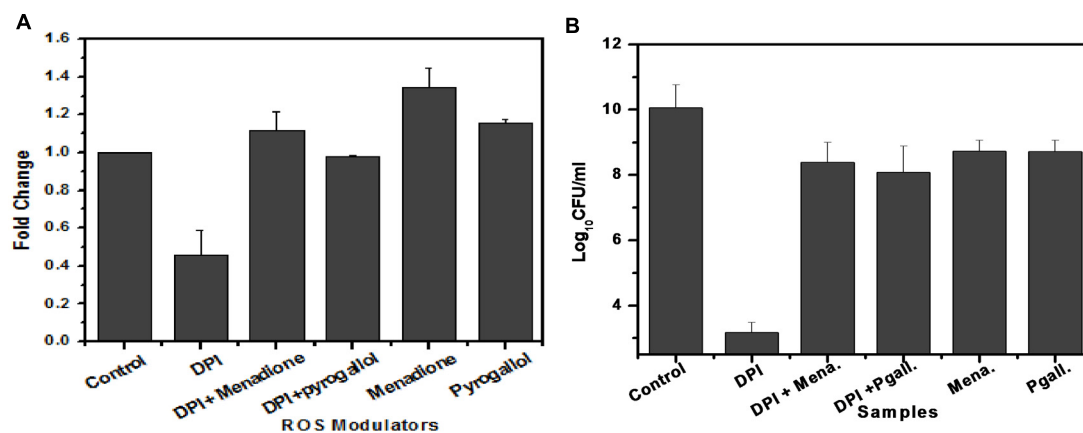 A
1.6
1.4
1.2
1.0
0.8
0.6
0.4
0.2
0.0
Fold Change
Control
DPI
DPI+ Menadione
DPI+pyrogallol
Menadione
Pyrogallol
ROS Modulators
B
12
10
8
6
4
Log10CFU/ml
Control
DPI
DPI + Mena.
DPI +Pgall.
Mena.
Pgall.
Samples